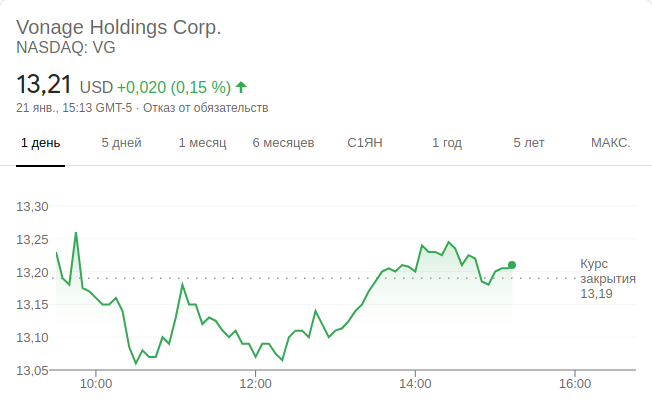 Vonage Holdings Corp.
NASDAQ: VG
13,21 USD +0,020 (0,15 %)
21 янв., 15:13 GMT-5 · Отказ от обязательств
1 день 5 дней 1 месяц 6 месяцев С1ЯН 1 год 5 лет МАКС.
13,30
13,25
13,20
13,15
13,10
13,05
Курс
закрытия
13,19
10:00 12:00 14:00 16:00